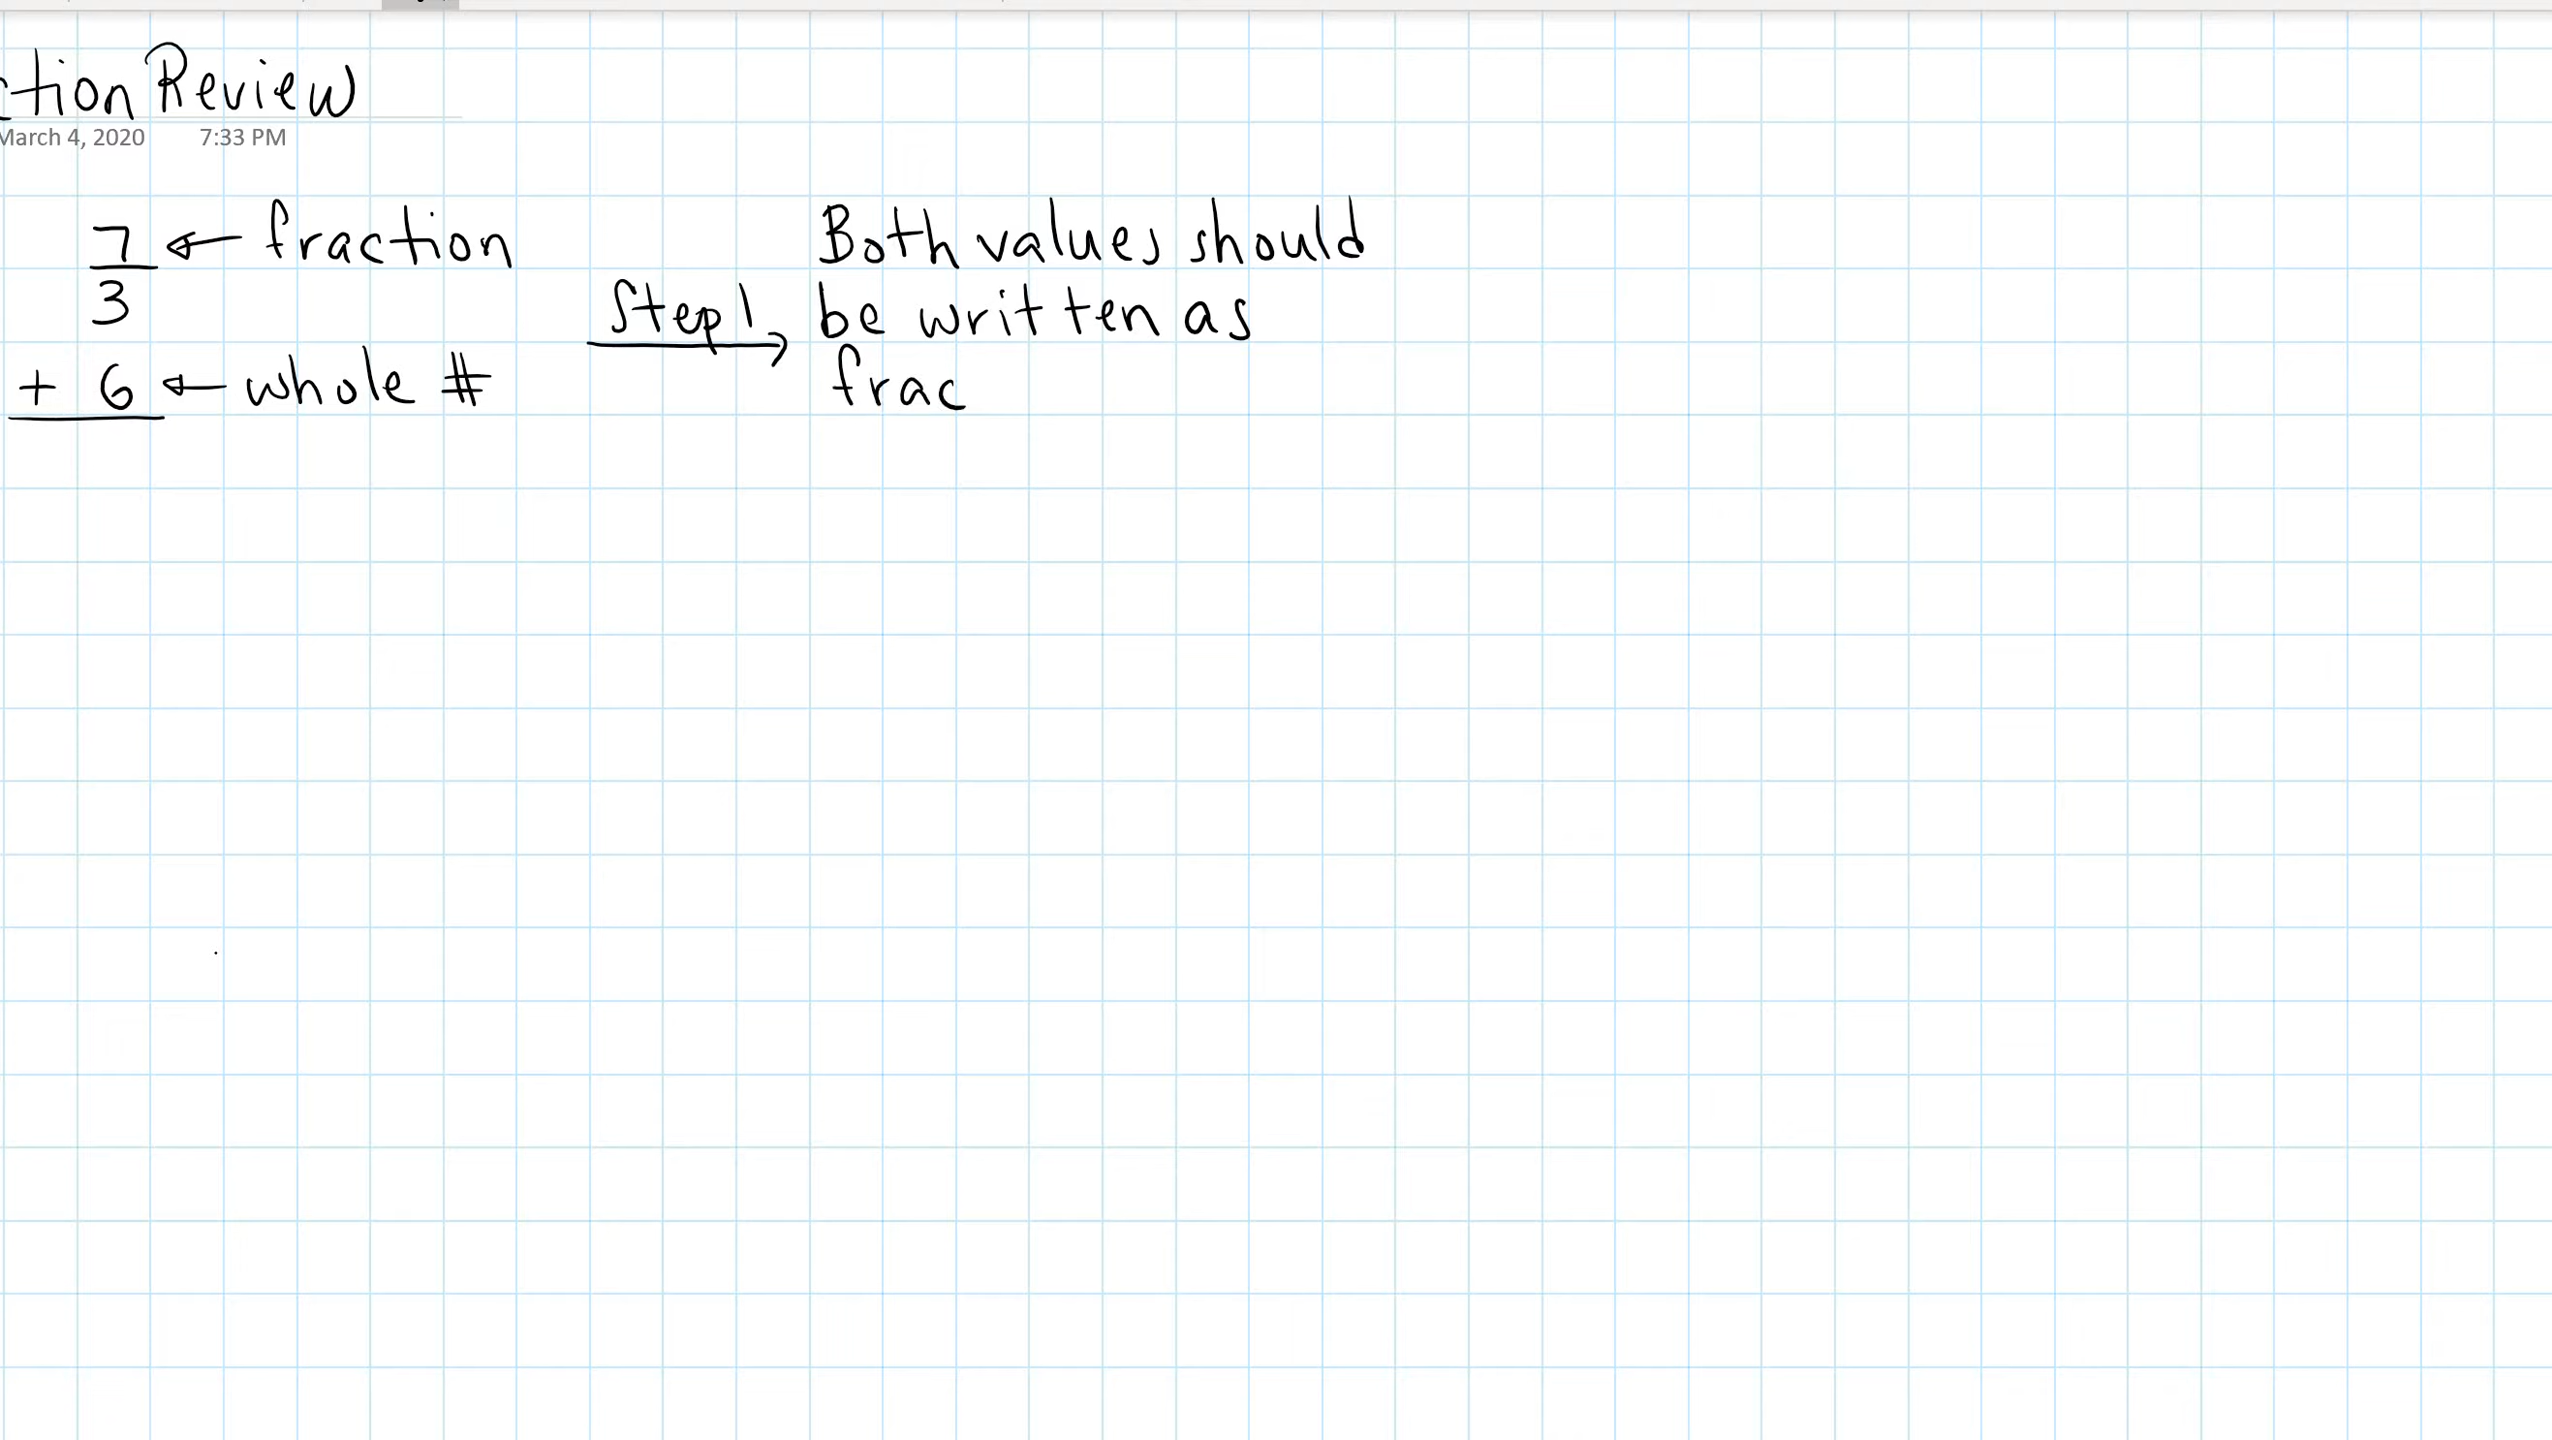 ction Review
March 4, 2020 7:33 PM
7 ← fraction
3
+ 6 ← whole #
Both values should
Step 1 be written as
frac